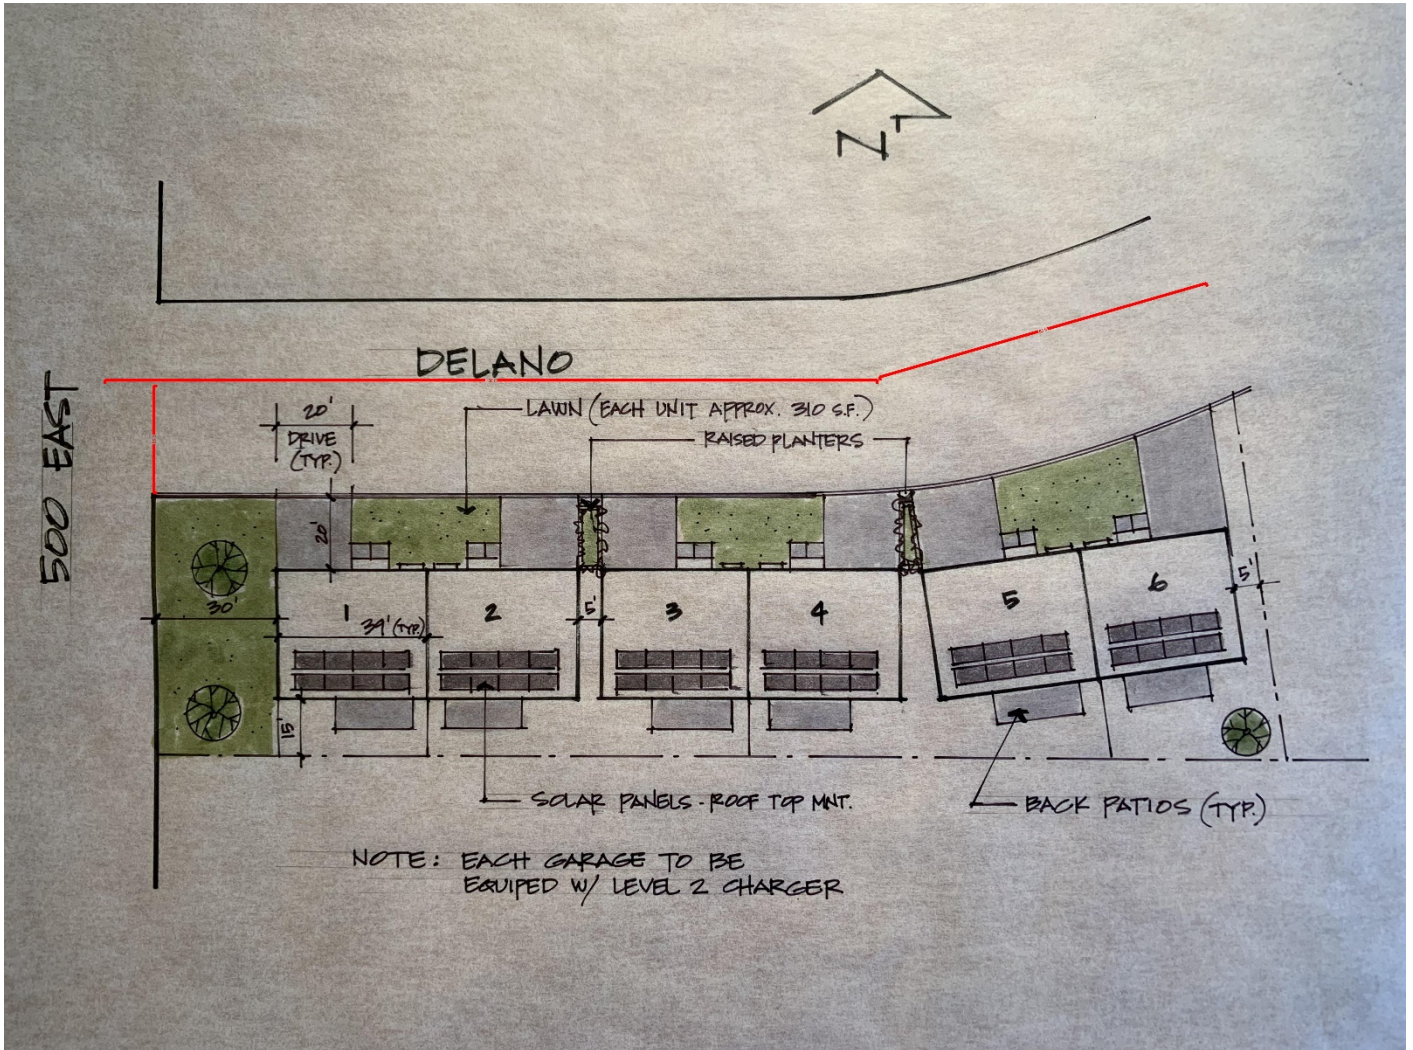 N
DELANO
500 EAST
20'
DRIVE
(TYP.)
LAWN (EACH UNIT APPROX. 310 S.F.)
RAISED PLANTERS
20'
30'
1
39' (TYP.)
2
5'
3
4
5
6
5'
15'
SOLAR PANELS - ROOF TOP MNT.
BACK PATIOS (TYP.)
NOTE: EACH GARAGE TO BE
EQUIPED W/ LEVEL 2 CHARGER